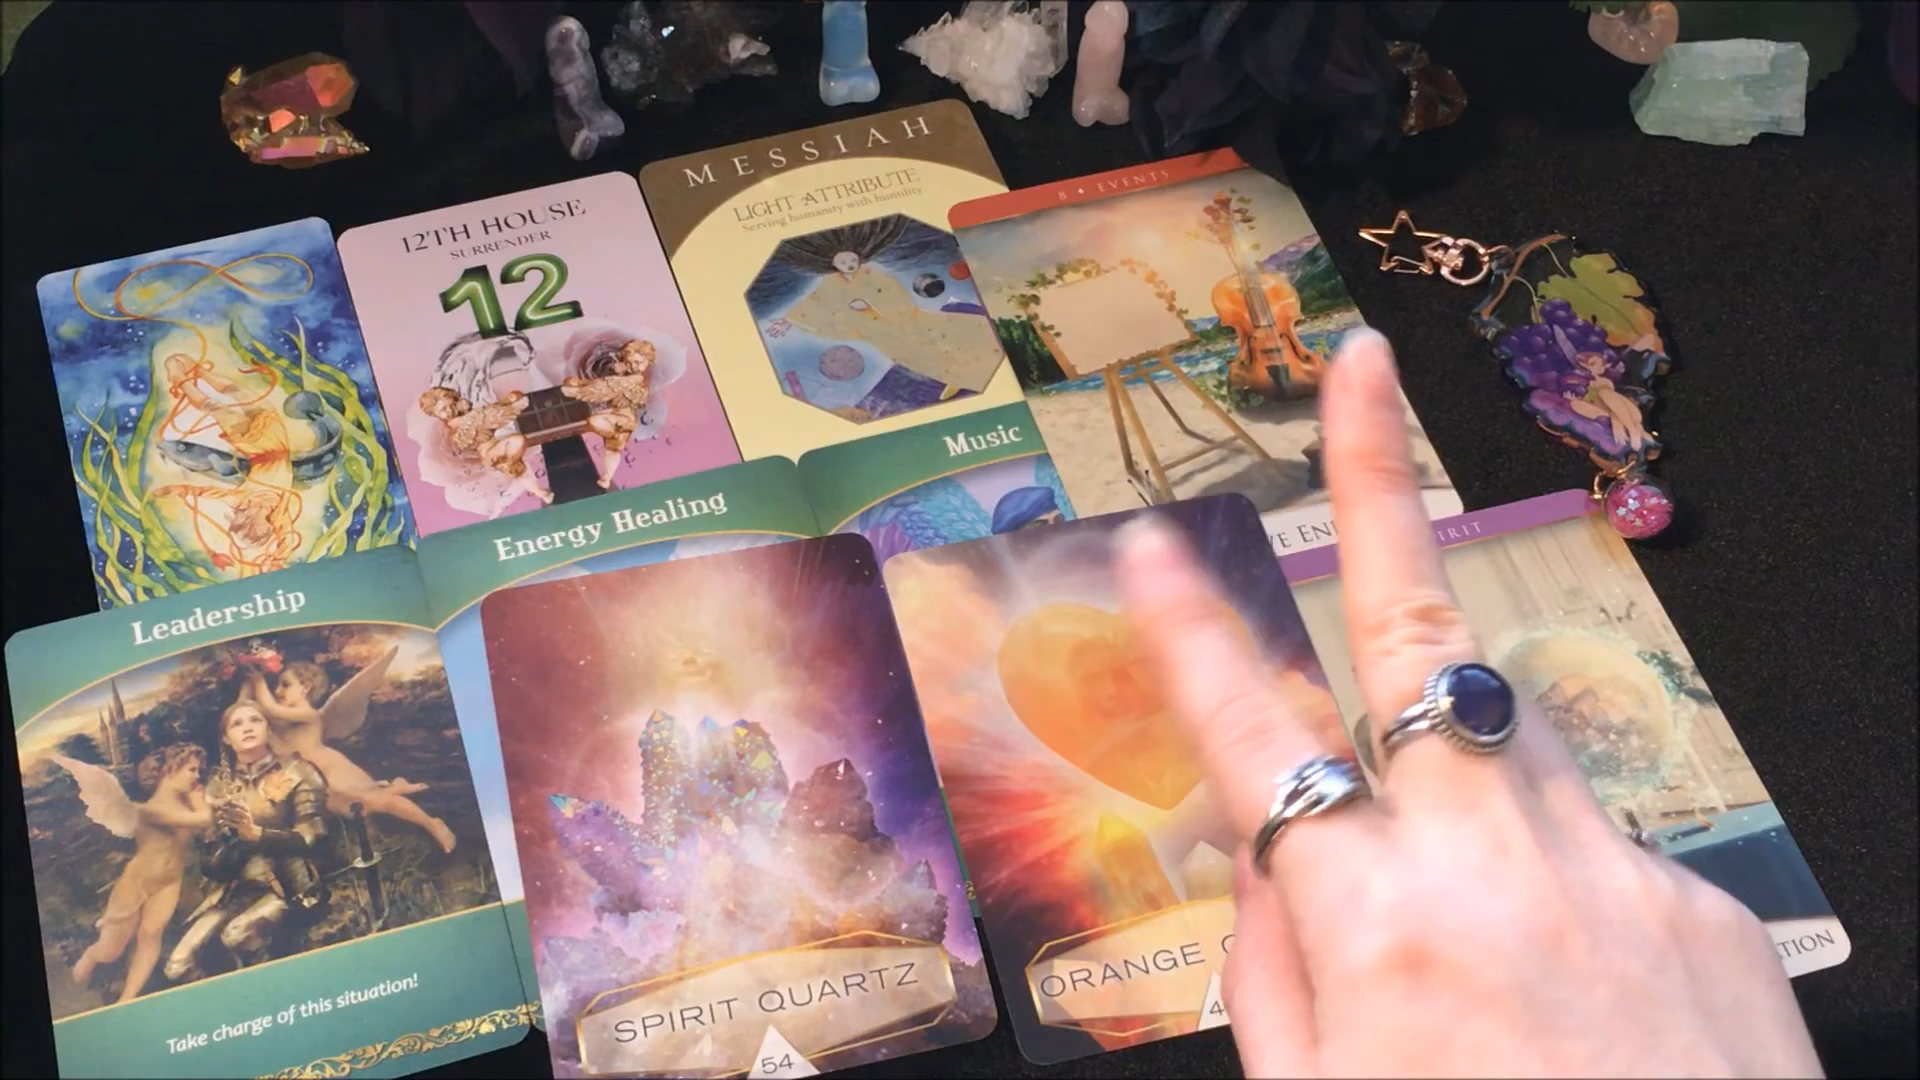 MESSIAH
LIGHT ATTRIBUTE
Serving humanity with humility
8 • EVENTS
12TH HOUSE
SURRENDER
12
Music
Energy Healing
Leadership
Take charge of this situation!
SPIRIT QUARTZ
54
ORANGE
4